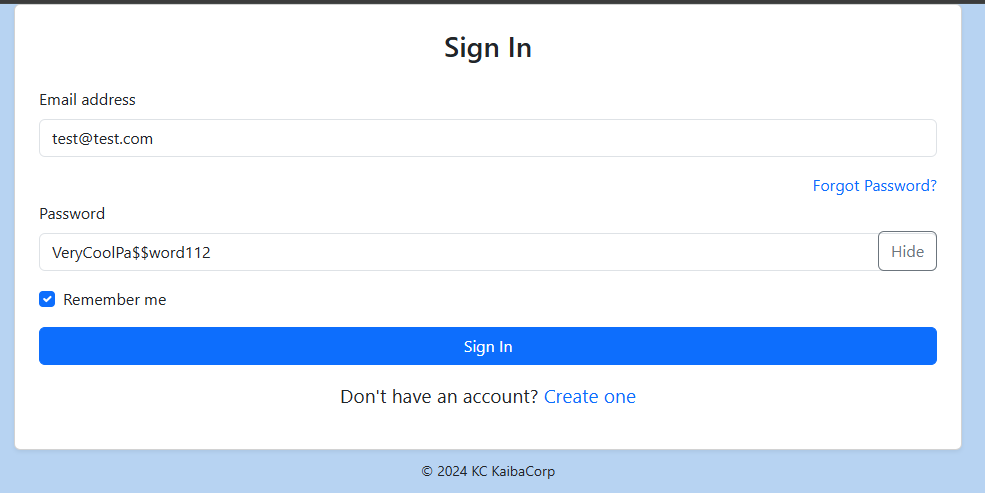 Sign In
Email address
test@test.com
Forgot Password?
Password
VeryCoolPa$$word112
Hide
Remember me
Sign In
Don't have an account? Create one
© 2024 KC KaibaCorp